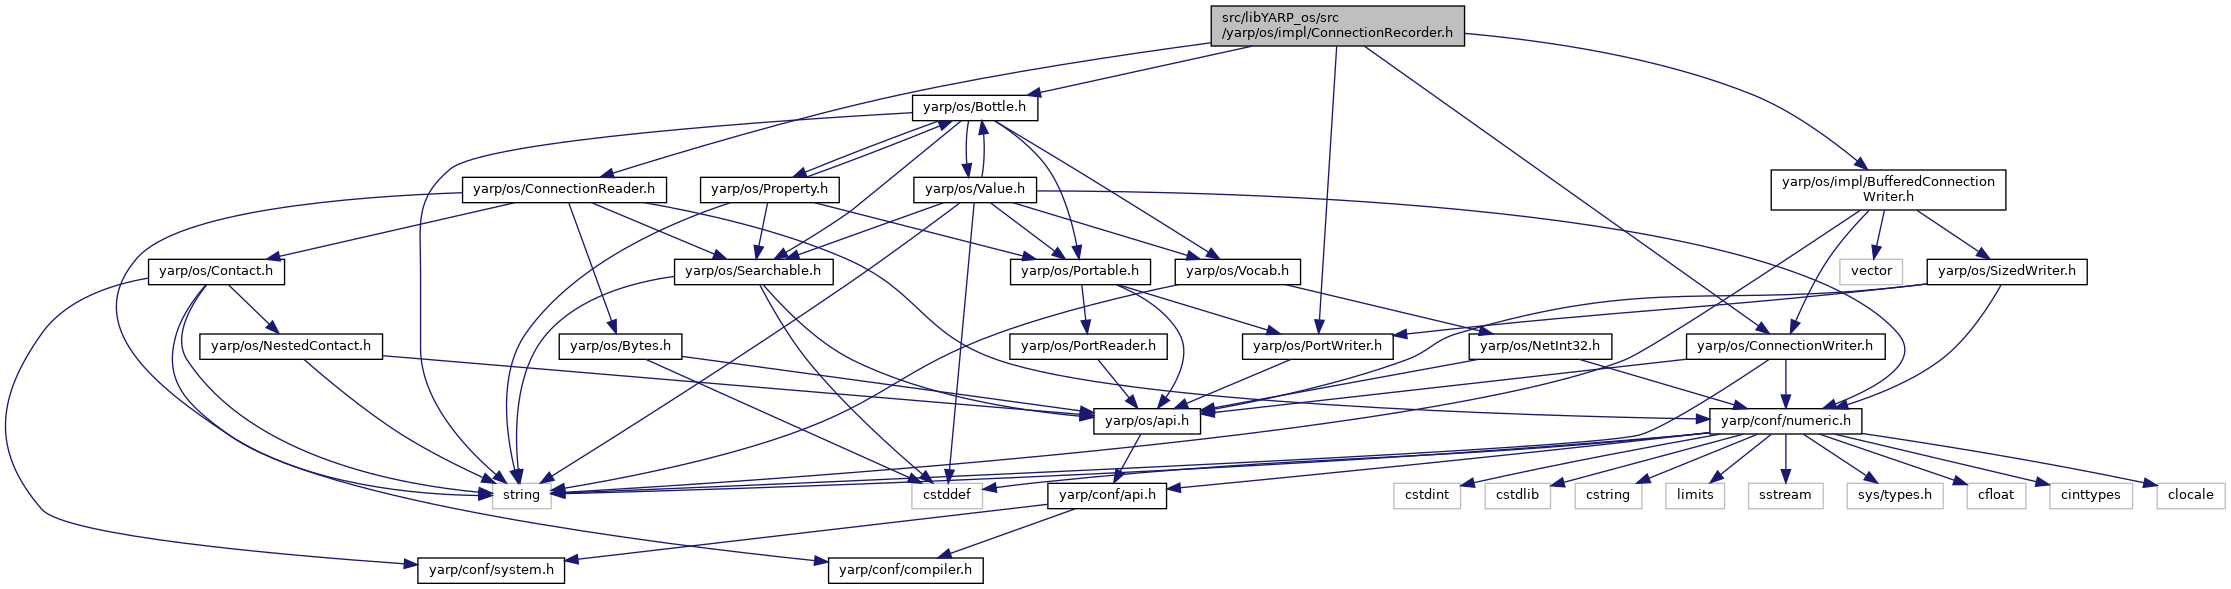 src/libYARP_os/src
/yarp/os/impl/ConnectionRecorder.h
yarp/os/Bottle.h
yarp/os/ConnectionReader.h
yarp/os/Property.h
yarp/os/Value.h
yarp/os/impl/BufferedConnection
Writer.h
yarp/os/Contact.h
yarp/os/Searchable.h
yarp/os/Portable.h
yarp/os/Vocab.h
vector
yarp/os/SizedWriter.h
yarp/os/NestedContact.h
yarp/os/Bytes.h
yarp/os/PortReader.h
yarp/os/PortWriter.h
yarp/os/NetInt32.h
yarp/os/ConnectionWriter.h
yarp/os/api.h
yarp/conf/numeric.h
string
cstddef
yarp/conf/api.h
cstdint
cstdlib
cstring
limits
sstream
sys/types.h
cfloat
cinttypes
clocale
yarp/conf/system.h
yarp/conf/compiler.h